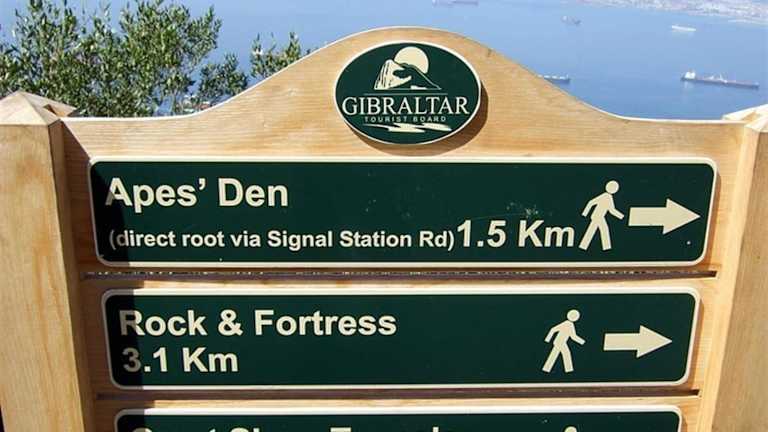 GIBRALTAR
TOURIST BOARD
Apes' Den
(direct root via Signal Station Rd) 1.5 Km
Rock & Fortress
3.1 Km